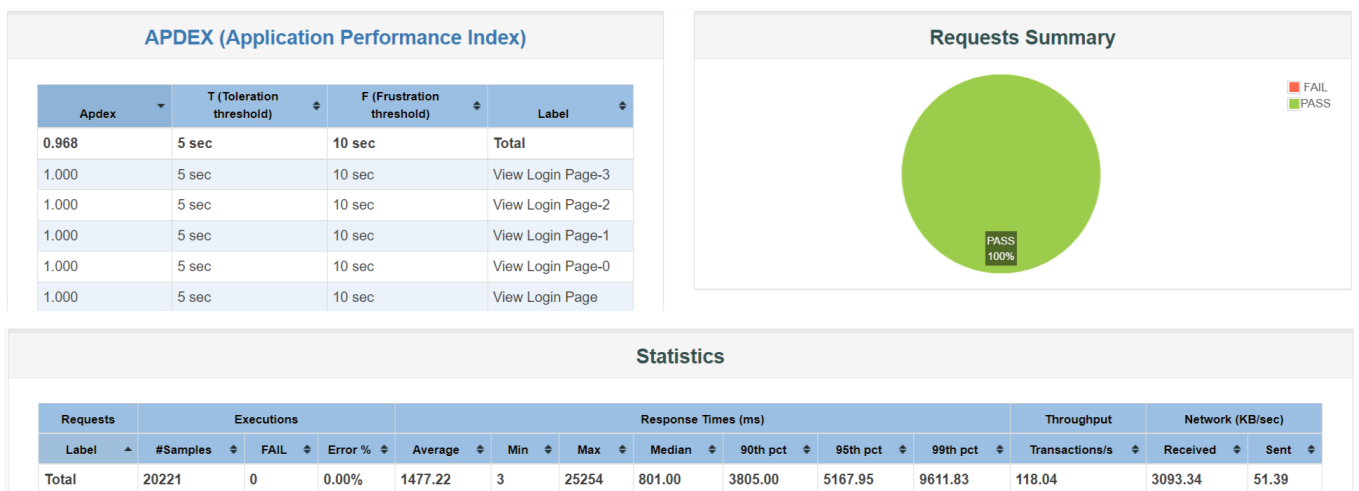 APDEX (Application Performance Index)
Apdex T (Toleration threshold) F (Frustration threshold) Label
0.968 5 sec 10 sec Total
1.000 5 sec 10 sec View Login Page-3
1.000 5 sec 10 sec View Login Page-2
1.000 5 sec 10 sec View Login Page-1
1.000 5 sec 10 sec View Login Page-0
1.000 5 sec 10 sec View Login Page
Requests Summary
FAIL
PASS
PASS
100%
Statistics
Requests Executions Response Times (ms) Throughput Network (KB/sec)
Label #Samples FAIL Error % Average Min Max Median 90th pct 95th pct 99th pct Transactions/s Received Sent
Total 20221 0 0.00% 1477.22 3 25254 801.00 3805.00 5167.95 9611.83 118.04 3093.34 51.39